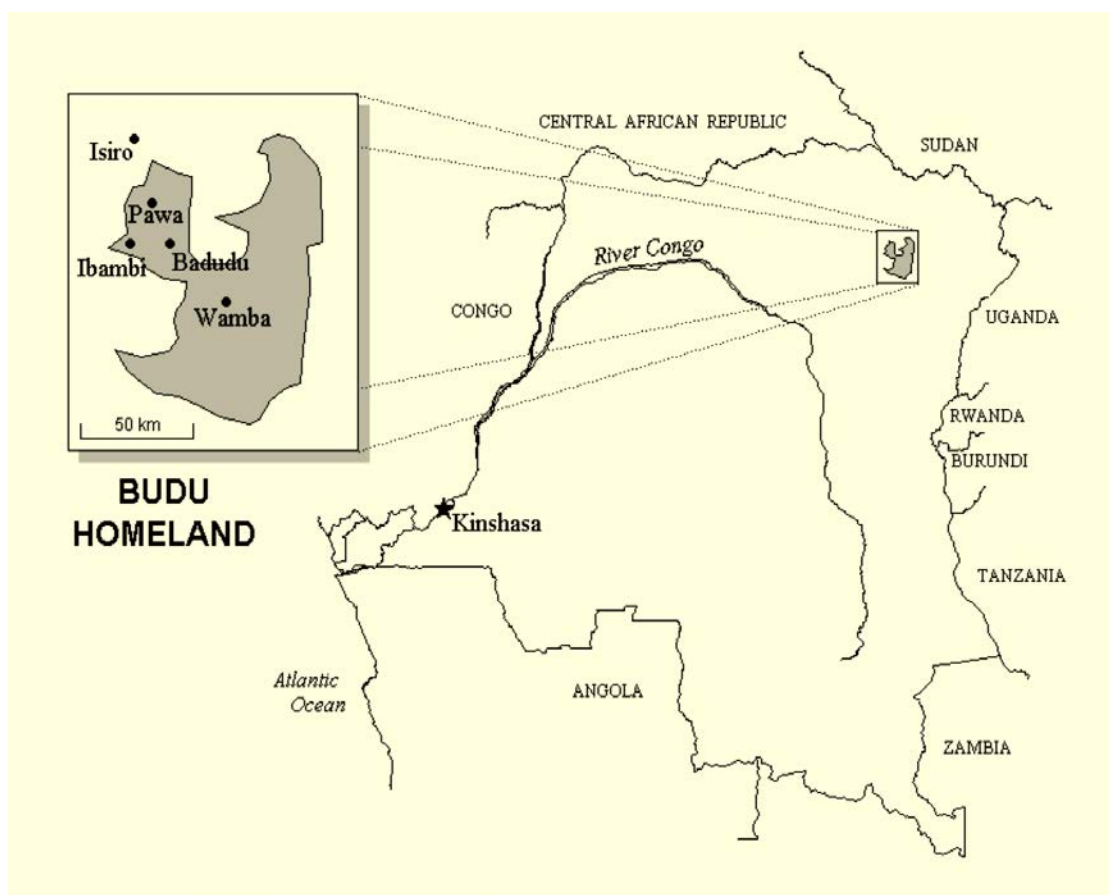 CENTRAL AFRICAN REPUBLIC
SUDAN
Isiro
Pawa
Ibambi
Badudu
Wamba
50 km
BUDU
HOMELAND
River Congo
CONGO
UGANDA
RWANDA
BURUNDI
Kinshasa
TANZANIA
Atlantic
Ocean
ANGOLA
ZAMBIA